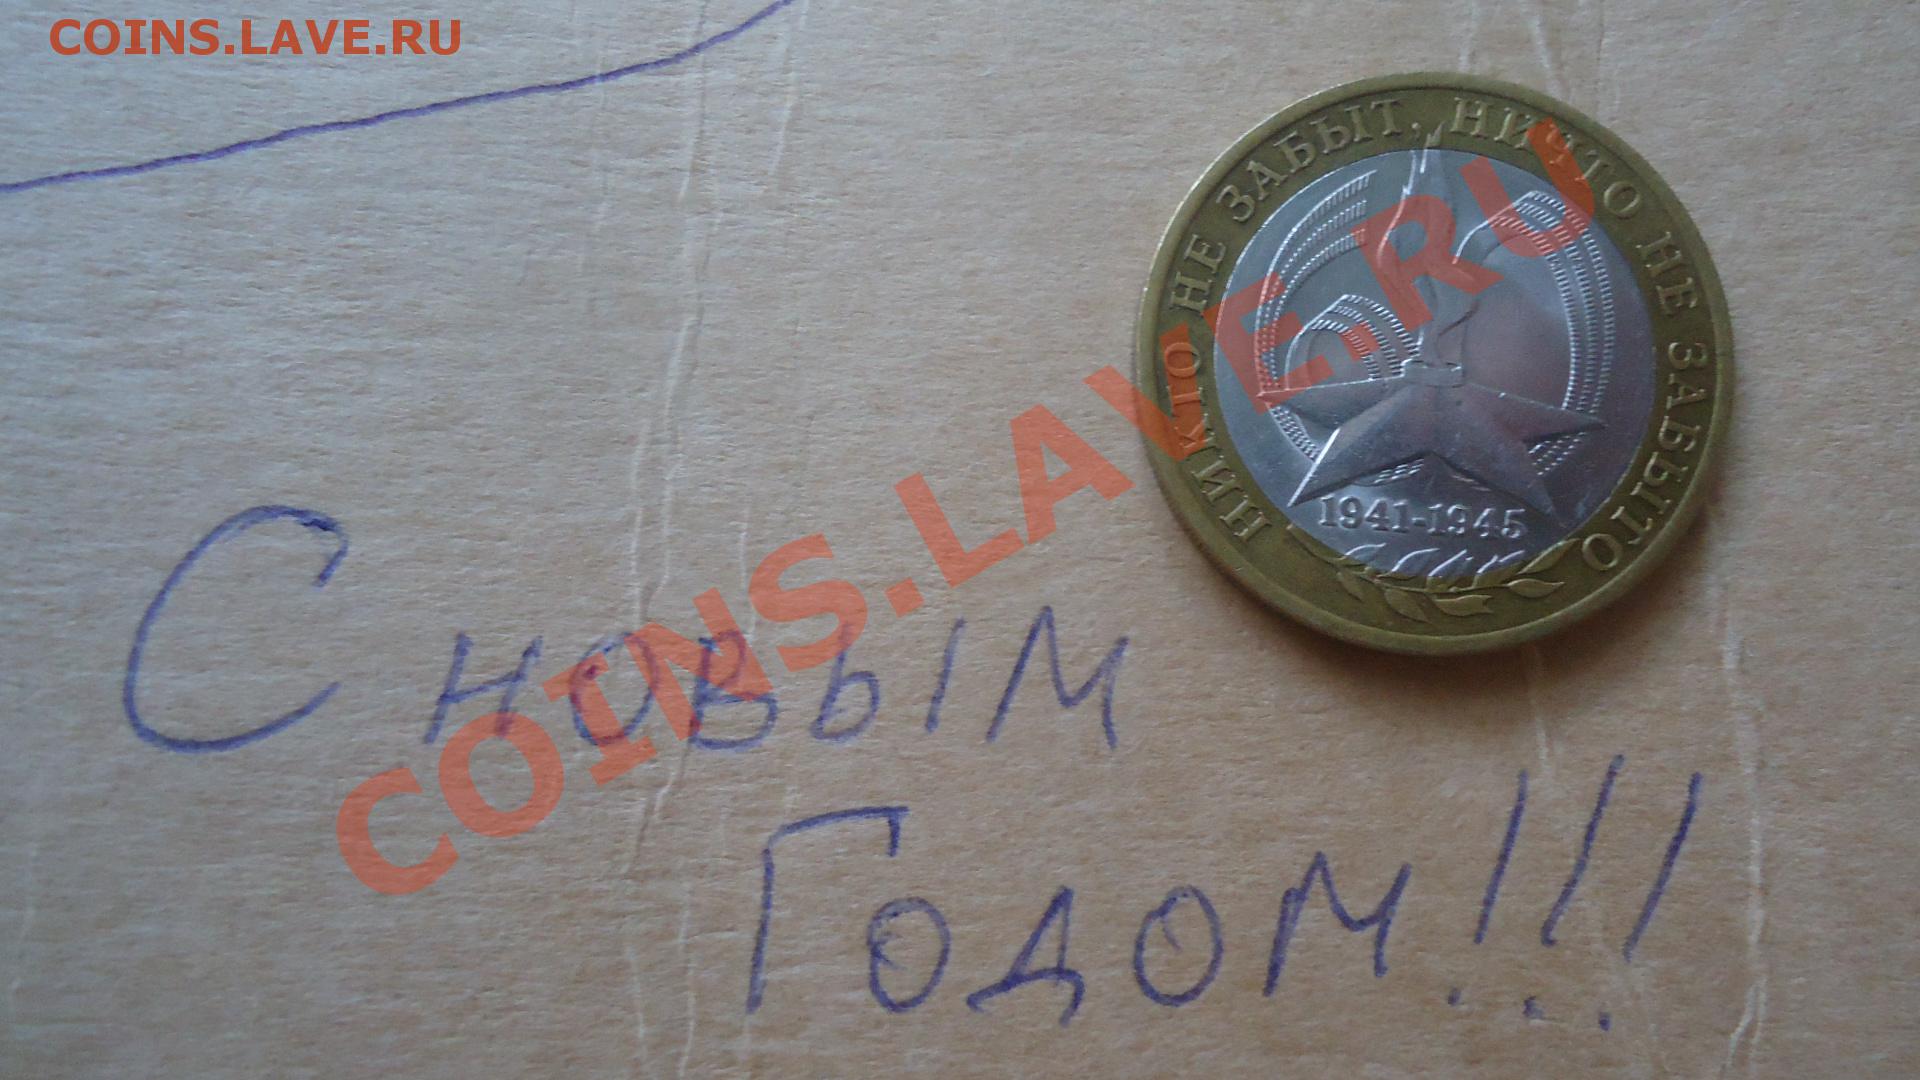 COINS.LAVE.RU
НИКТО НЕ ЗАБЫТ, НИЧТО НЕ ЗАБЫТО
1941-1945
COINS.LAVE.RU
С новым
Годом!!!